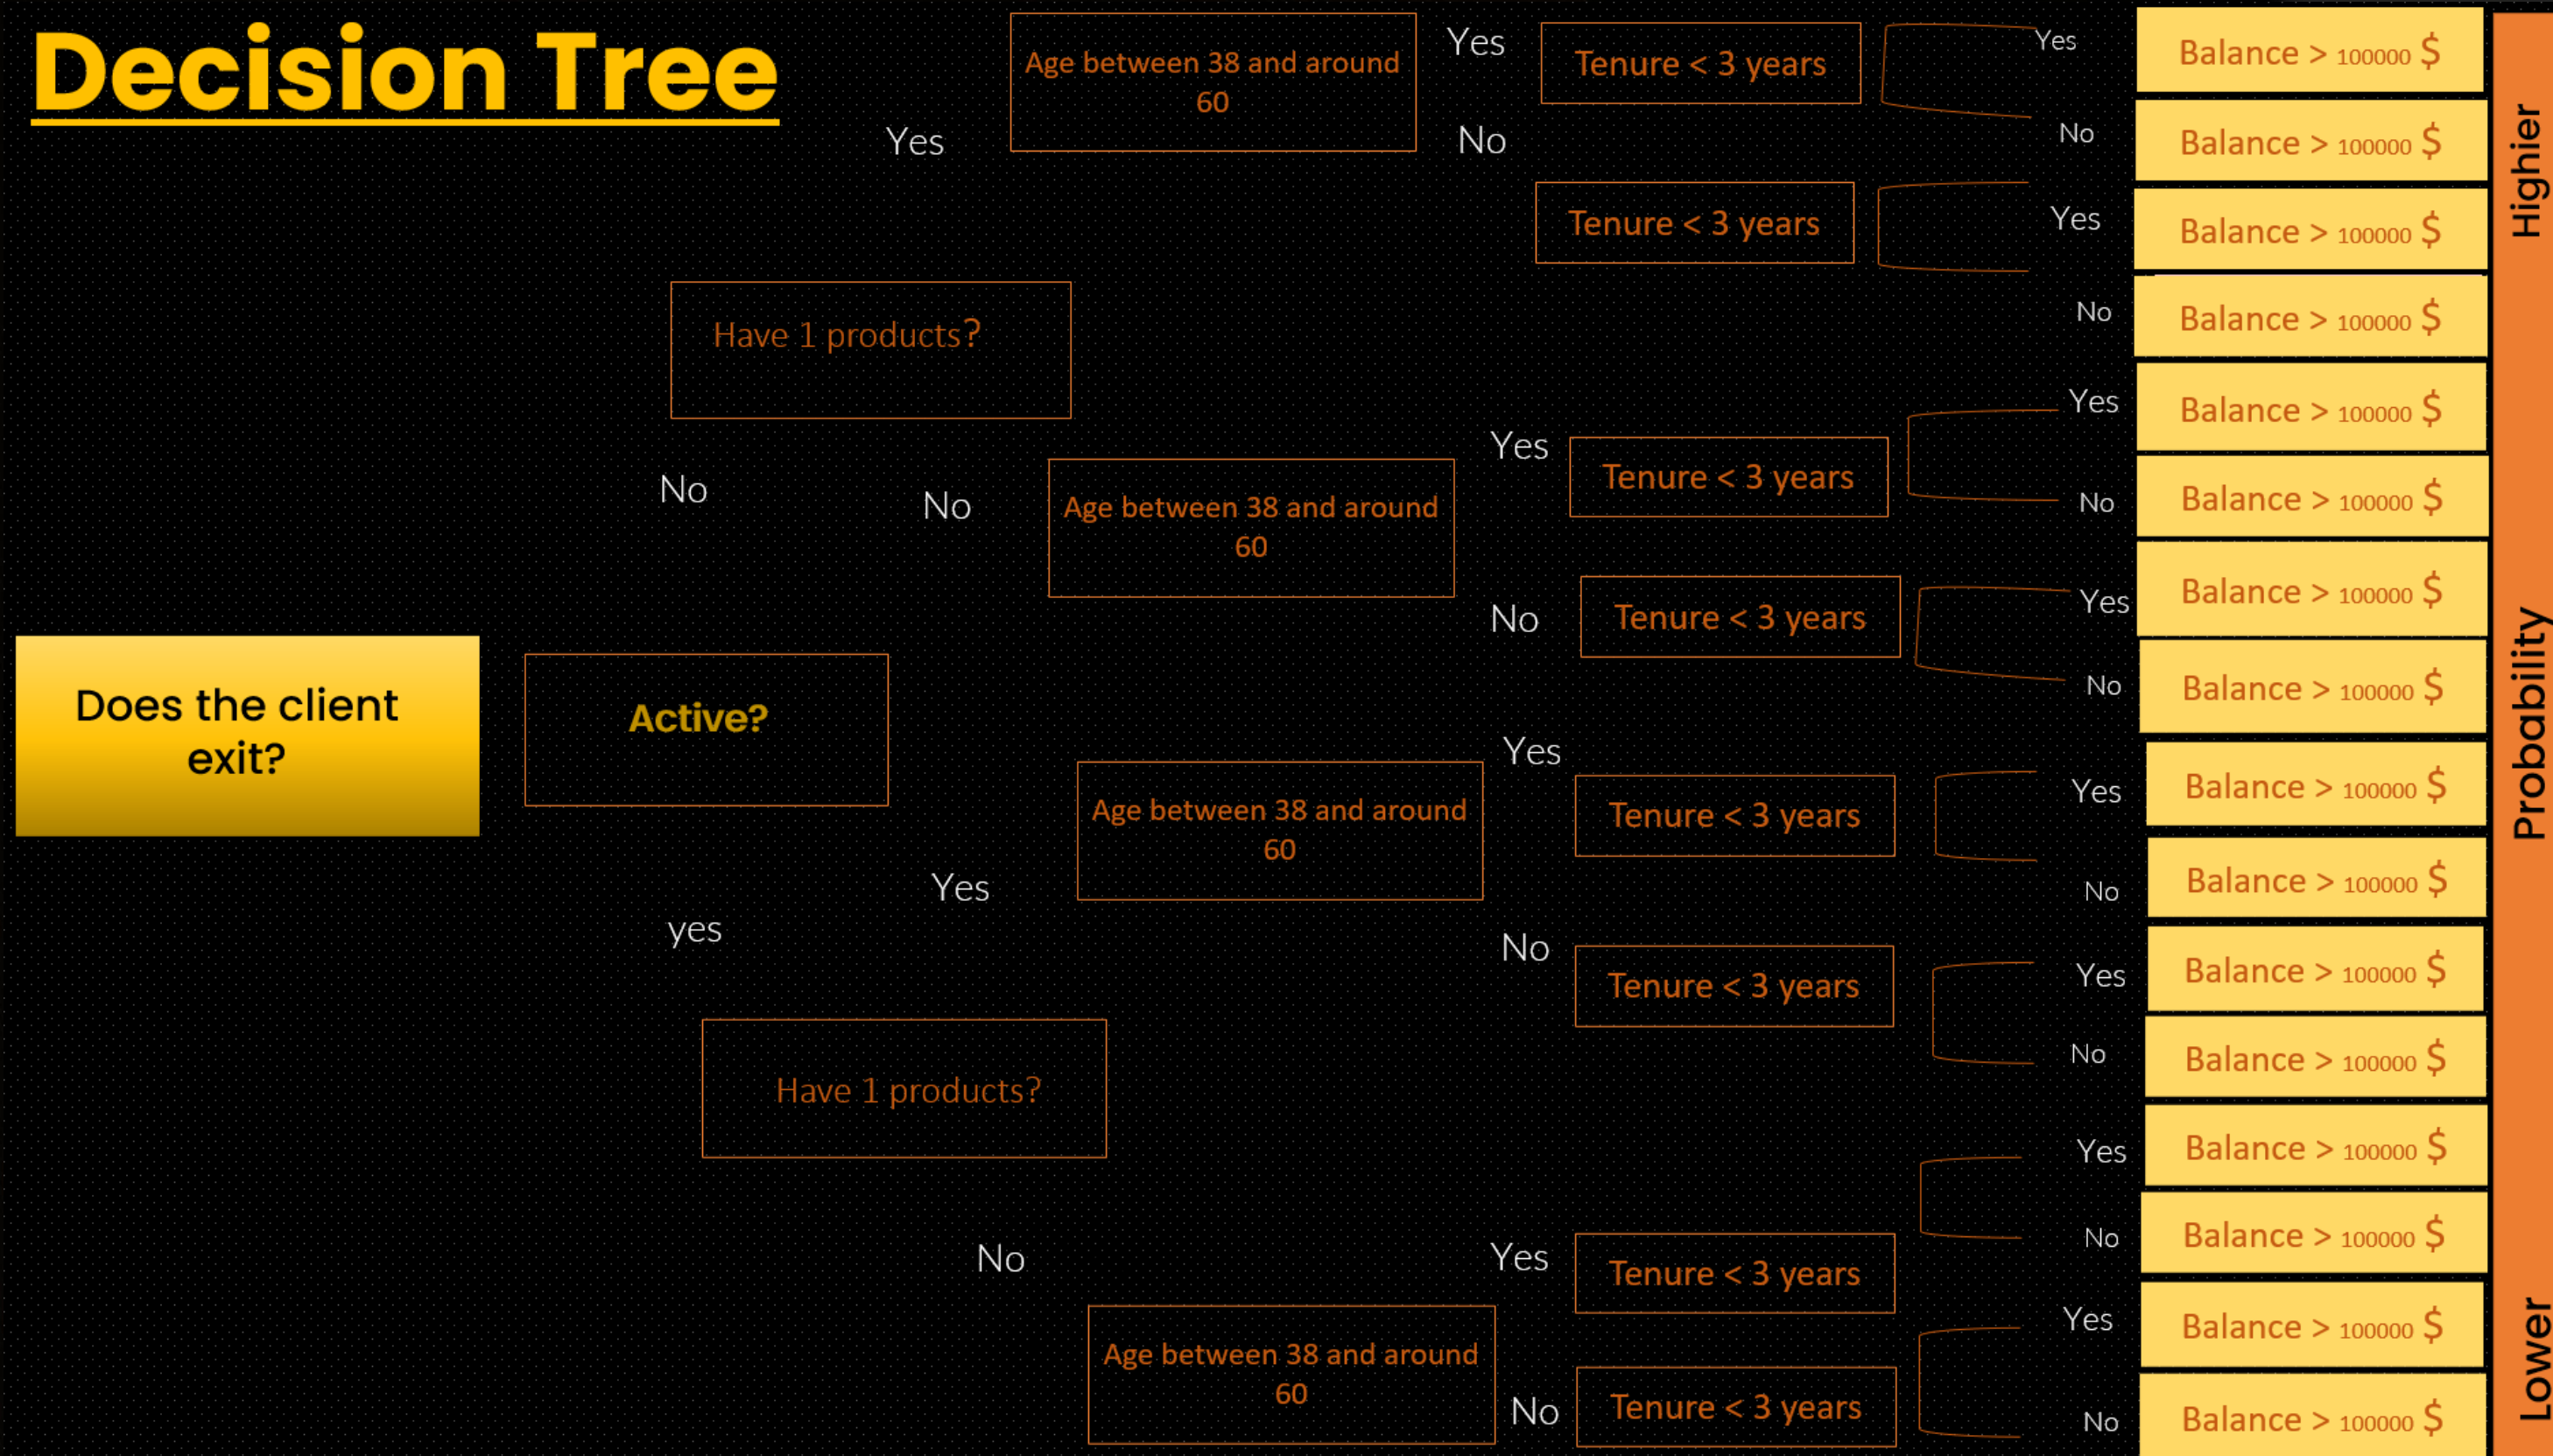 Decision Tree
Age between 38 and around
60
Yes
No
Yes
Tenure < 3 years
Tenure < 3 years
Yes
No
Yes
No
Balance > 100000 $
Balance > 100000 $
Balance > 100000 $
Balance > 100000 $
Highier
Have 1 products?
No
No
Age between 38 and around
60
Yes
No
Tenure < 3 years
Tenure < 3 years
Yes
No
Yes
No
Balance > 100000 $
Balance > 100000 $
Balance > 100000 $
Balance > 100000 $
Probability
Does the client
exit?
Active?
Age between 38 and around
60
Yes
yes
Yes
No
Tenure < 3 years
Tenure < 3 years
Yes
No
Yes
No
Balance > 100000 $
Balance > 100000 $
Balance > 100000 $
Balance > 100000 $
Have 1 products?
No
Age between 38 and around
60
Yes
No
Tenure < 3 years
Tenure < 3 years
Yes
No
Yes
No
Balance > 100000 $
Balance > 100000 $
Balance > 100000 $
Balance > 100000 $
Lower